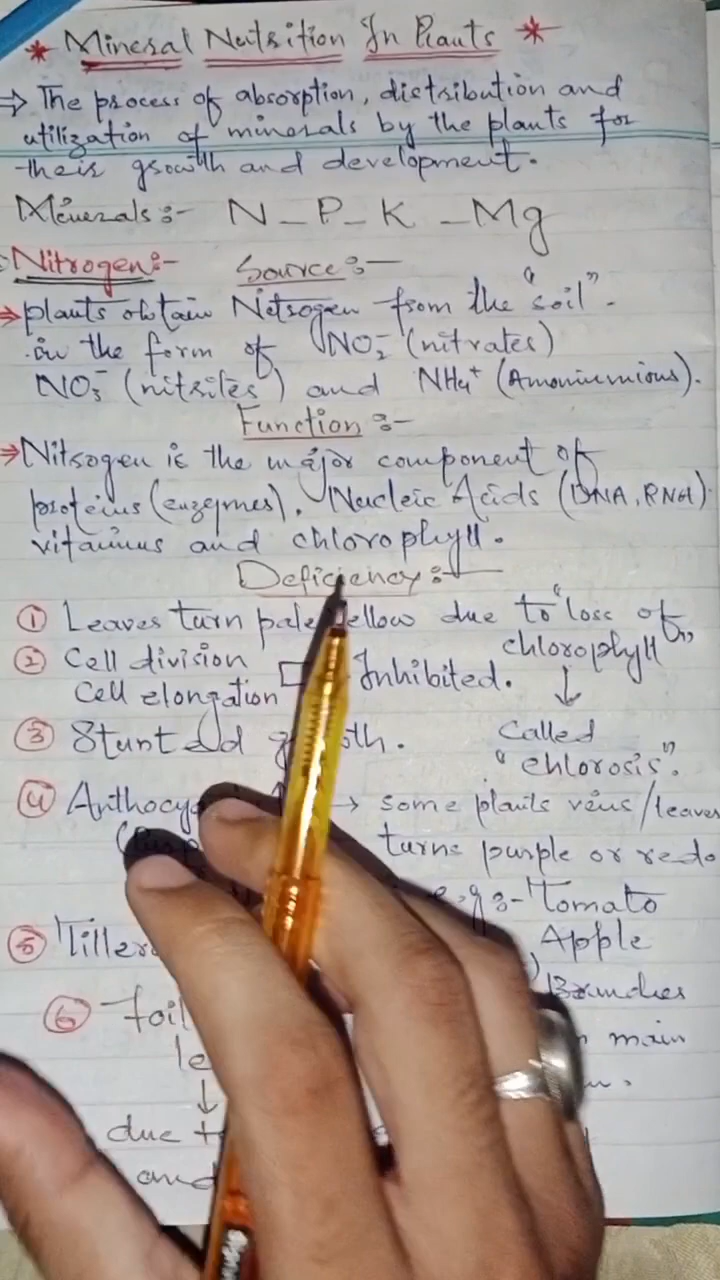 * Mineral Nutrition In Plants *
⇒ The process of absorption, distribution and
utilization of minerals by the plants for
their growth and development.
Minerals :- N - P - K - Mg
Nitrogen :- Source :-
⇒ plants obtain Nitrogen from the "soil".
in the form of NO₂⁻ (nitrates)
NO₃⁻ (nitrites) and NH₄⁺ (Amoniumions).
Function :-
⇒ Nitrogen is the major component of
proteins (enzymes). Nucleic Acids (DNA, RNA)
vitamins and chlorophyll.
Deficiency :-
① Leaves turn pale yellow due to "loss of
chlorophyll"
② Cell division
Cell elongation Inhibited. ↓
③ Stunted growth. Called
"chlorosis".
④ → some plants veins/leaves
turns purple or red.
e.g:- Tomato
⑤ Apple
Branches
⑥ main
↓
due
and